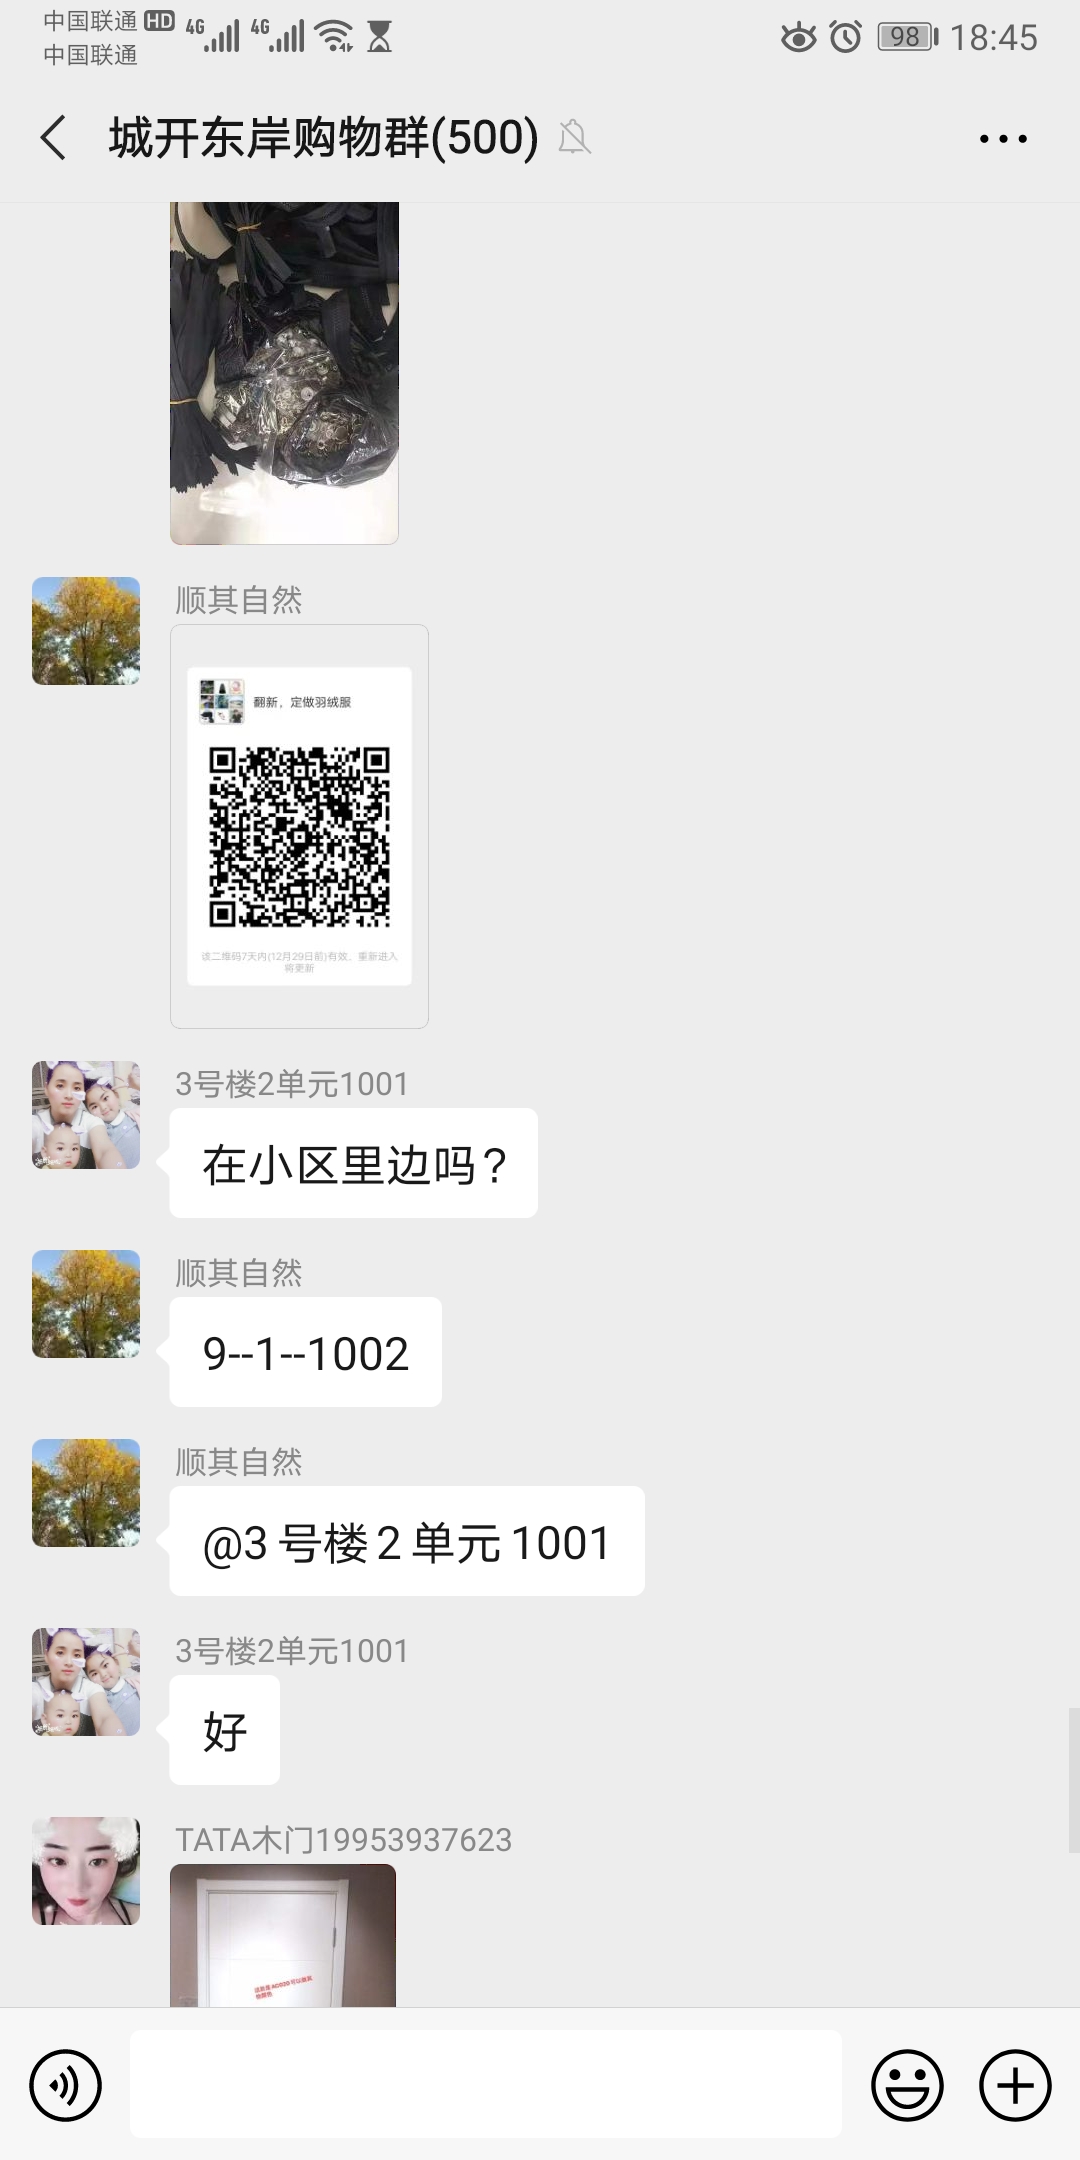 中国联通 HD 4G 4G 98 18:45
中国联通
城开东岸购物群(500)
顺其自然
翻新，定做羽绒服
该二维码7天内(12月29日前)有效，重新进入
将更新
3号楼2单元1001
在小区里边吗?
顺其自然
9--1--1002
顺其自然
@3号楼2单元1001
3号楼2单元1001
好
TATA木门19953937623